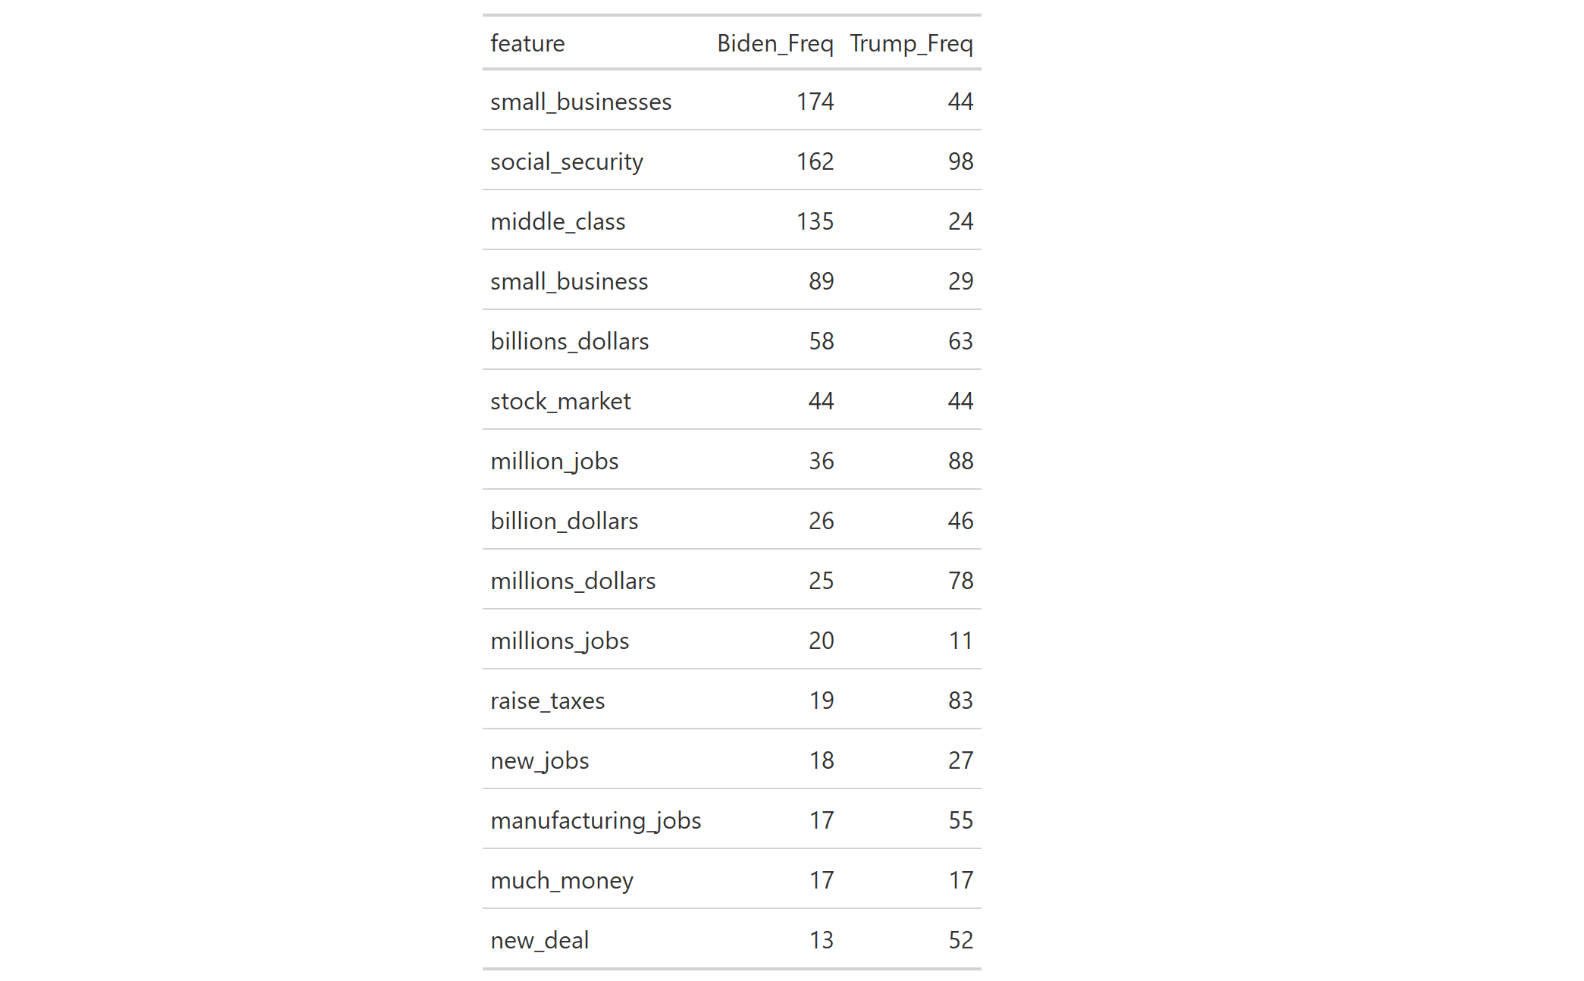 feature Biden_Freq Trump_Freq
small_businesses 174 44
social_security 162 98
middle_class 135 24
small_business 89 29
billions_dollars 58 63
stock_market 44 44
million_jobs 36 88
billion_dollars 26 46
millions_dollars 25 78
millions_jobs 20 11
raise_taxes 19 83
new_jobs 18 27
manufacturing_jobs 17 55
much_money 17 17
new_deal 13 52